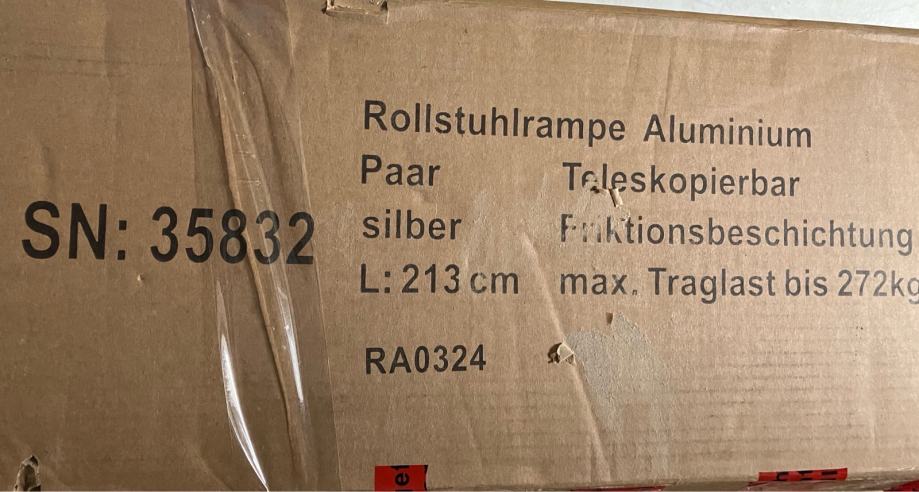 SN: 35832
Rollstuhlrampe Aluminium
Paar Teleskopierbar
silber Friktionsbeschichtung
L: 213 cm max. Traglast bis 272kg
RA0324